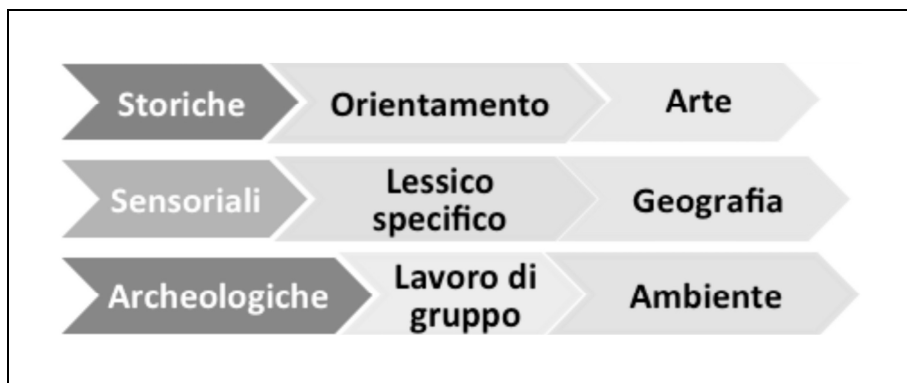 Storiche Orientamento Arte
Sensoriali Lessico specifico Geografia
Archeologiche Lavoro di gruppo Ambiente